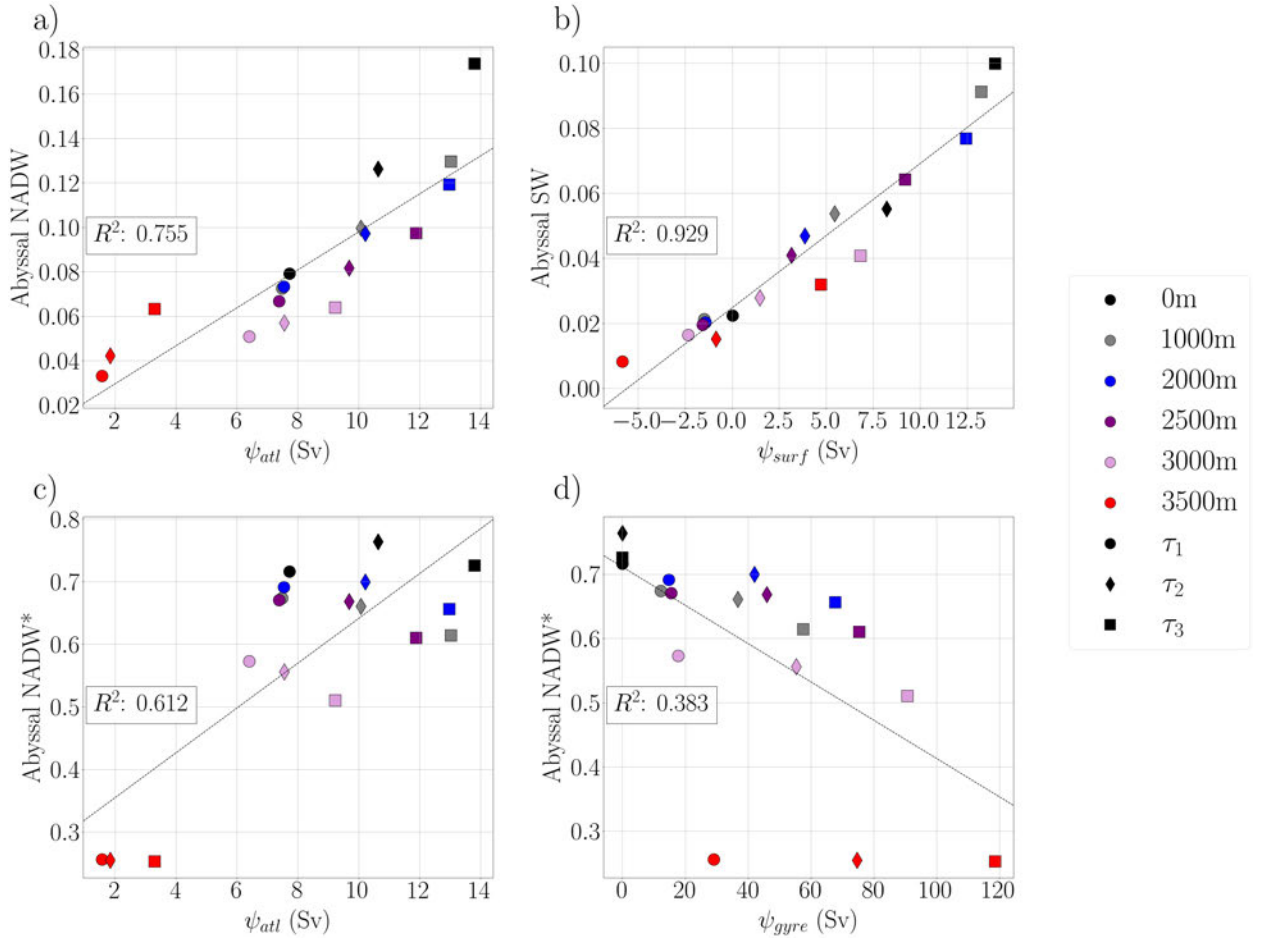 a)
0.18
0.16
0.14
0.12
0.10
0.08
0.06
0.04
0.02
Abyssal NADW
R²: 0.755
2 4 6 8 10 12 14
ψatl (Sv)
b)
0.10
0.08
0.06
0.04
0.02
0.00
Abyssal SW
R²: 0.929
−5.0 −2.5 0.0 2.5 5.0 7.5 10.0 12.5
ψsurf (Sv)
c)
0.8
0.7
0.6
0.5
0.4
0.3
Abyssal NADW*
R²: 0.612
2 4 6 8 10 12 14
ψatl (Sv)
d)
0.7
0.6
0.5
0.4
0.3
Abyssal NADW*
R²: 0.383
0 20 40 60 80 100 120
ψgyre (Sv)
0m
1000m
2000m
2500m
3000m
3500m
τ1
τ2
τ3